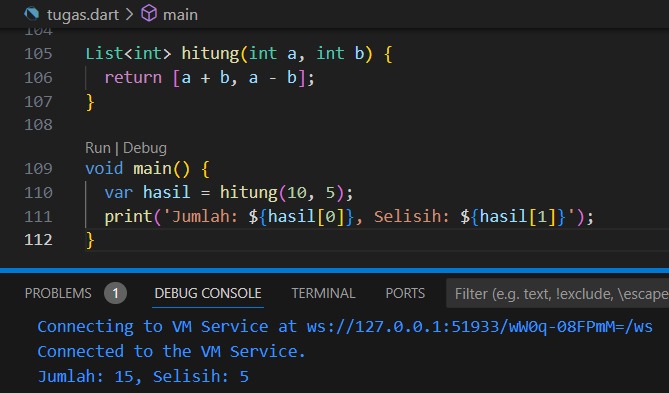 tugas.dart > main
104
105 List<int> hitung(int a, int b) {
106 return [a + b, a - b];
107 }
108
Run | Debug
109 void main() {
110 var hasil = hitung(10, 5);
111 print('Jumlah: ${hasil[0]}, Selisih: ${hasil[1]}');
112 }
PROBLEMS 1 DEBUG CONSOLE TERMINAL PORTS Filter (e.g. text, !exclude, \escape
Connecting to VM Service at ws://127.0.0.1:51933/wW0q-08FPmM=/ws
Connected to the VM Service.
Jumlah: 15, Selisih: 5